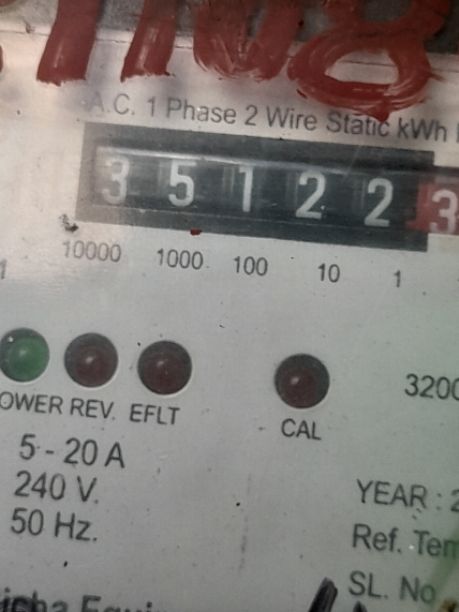 A.C. 1 Phase 2 Wire Static kWh
3 5 1 2 2 3
10000 1000 100 10 1
3200
OWER REV. EFLT
CAL
5 - 20 A
240 V.
50 Hz.
YEAR : 2
Ref. Tem
SL. No